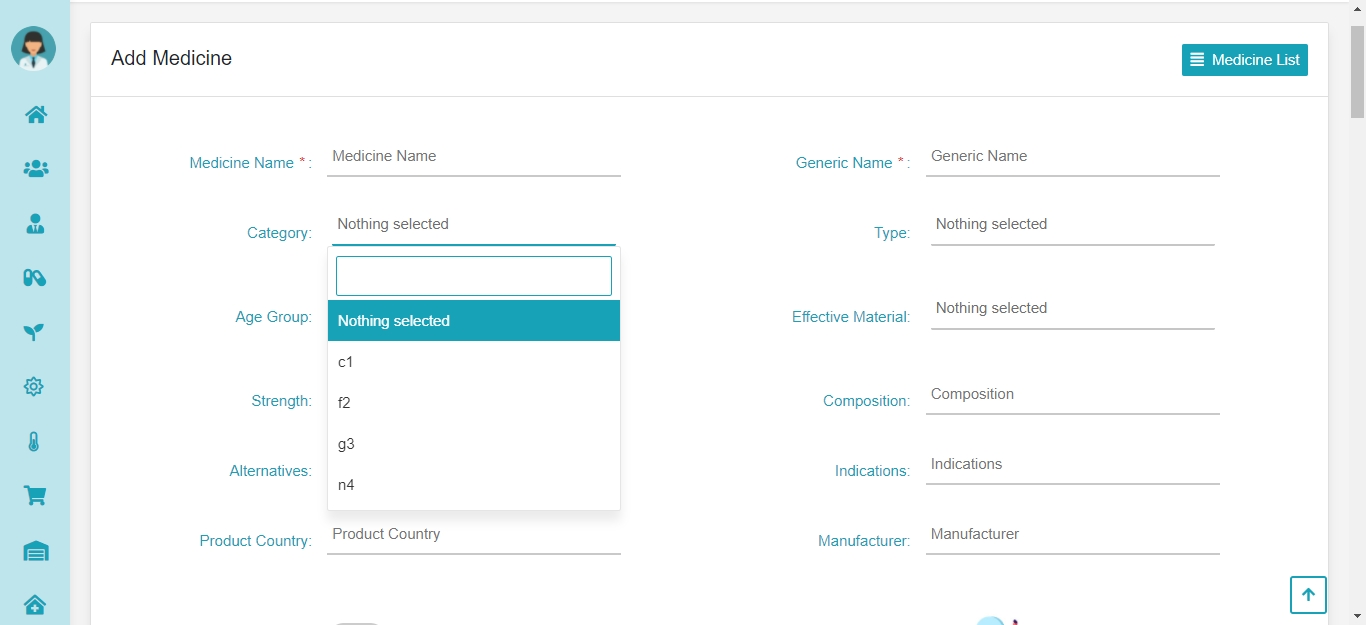 Add Medicine
Medicine List
Medicine Name * :
Medicine Name
Generic Name * :
Generic Name
Category:
Nothing selected
Type:
Nothing selected
Nothing selected
c1
f2
g3
n4
Age Group:
Effective Material:
Nothing selected
Strength:
Composition:
Composition
Alternatives:
Indications:
Indications
Product Country:
Product Country
Manufacturer:
Manufacturer